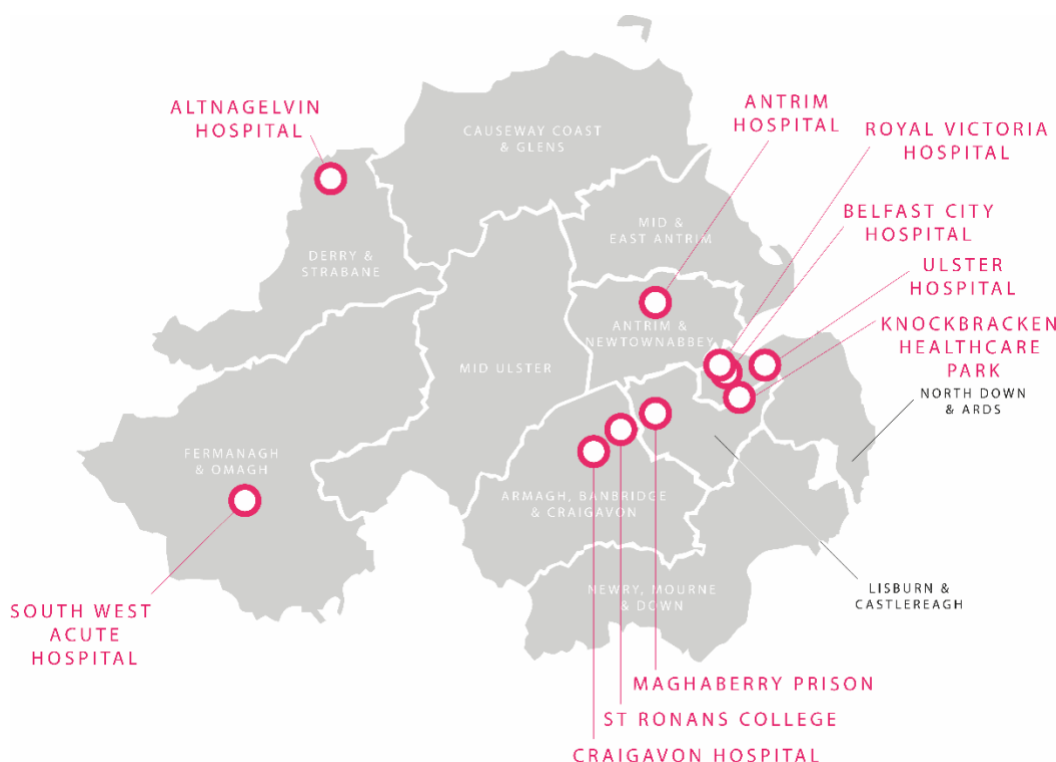 ALTNAGELVIN
HOSPITAL
CAUSEWAY COAST
& GLENS
ANTRIM
HOSPITAL
ROYAL VICTORIA
HOSPITAL
MID &
EAST ANTRIM
BELFAST CITY
HOSPITAL
DERRY &
STRABANE
ULSTER
HOSPITAL
ANTRIM &
NEWTOWNABBEY
KNOCKBRACKEN
HEALTHCARE
PARK
MID ULSTER
NORTH DOWN
& ARDS
FERMANAGH
& OMAGH
ARMAGH, BANBRIDGE
& CRAIGAVON
NEWRY, MOURNE
& DOWN
LISBURN &
CASTLEREAGH
SOUTH WEST
ACUTE
HOSPITAL
MAGHABERRY PRISON
ST RONANS COLLEGE
CRAIGAVON HOSPITAL